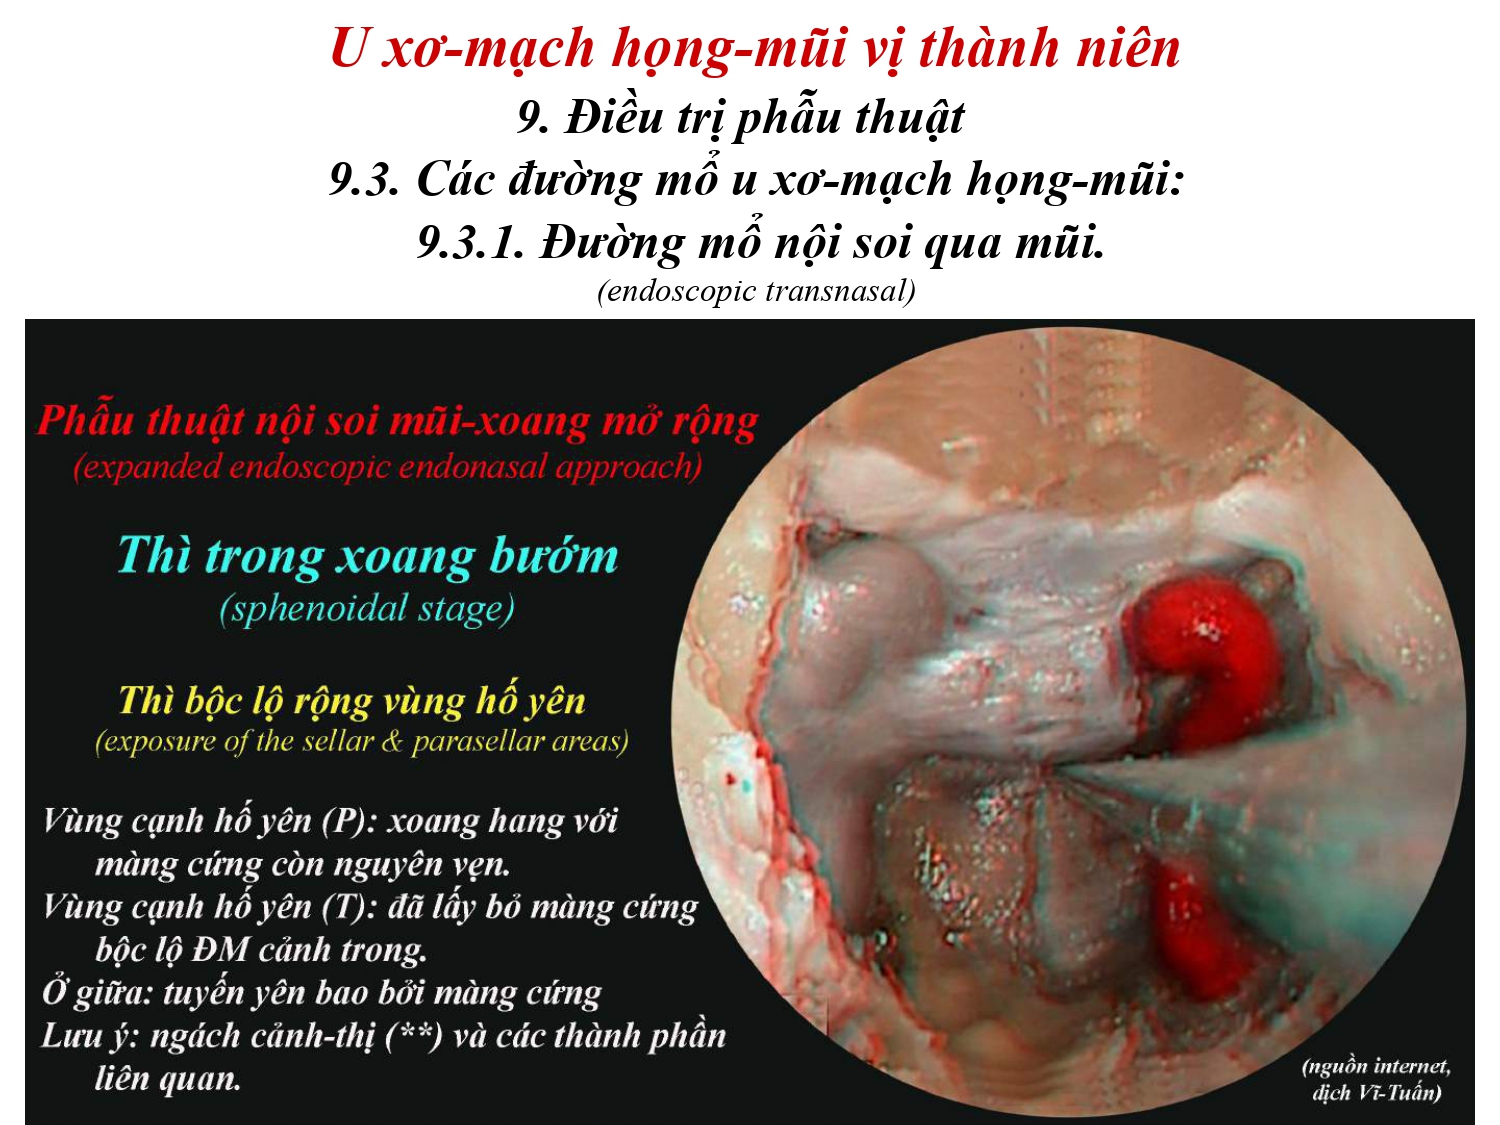 U xơ-mạch họng-mũi vị thành niên
9. Điều trị phẫu thuật
9.3. Các đường mổ u xơ-mạch họng-mũi:
9.3.1. Đường mổ nội soi qua mũi.
(endoscopic transnasal)
Phẫu thuật nội soi mũi-xoang mở rộng
(expanded endoscopic endonasal approach)
Thì trong xoang bướm
(sphenoidal stage)
Thì bộc lộ rộng vùng hố yên
(exposure of the sellar & parasellar areas)
Vùng cạnh hố yên (P): xoang hang với
màng cứng còn nguyên vẹn.
Vùng cạnh hố yên (T): đã lấy bỏ màng cứng
bộc lộ ĐM cảnh trong.
Ở giữa: tuyến yên bao bởi màng cứng
Lưu ý: ngách cảnh-thị (**) và các thành phần
liên quan.
(nguồn internet,
dịch Vĩ-Tuấn)